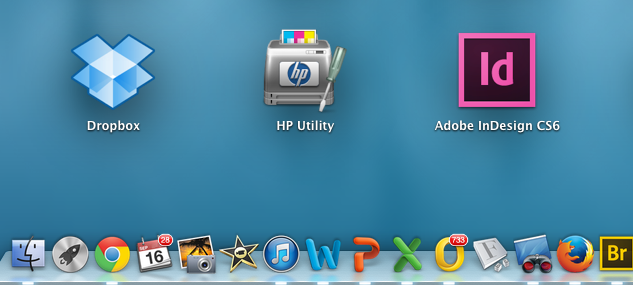 Dropbox
hp
HP Utility
Id
Adobe InDesign CS6
28
SEP
16
W
P
X
733
O
Br